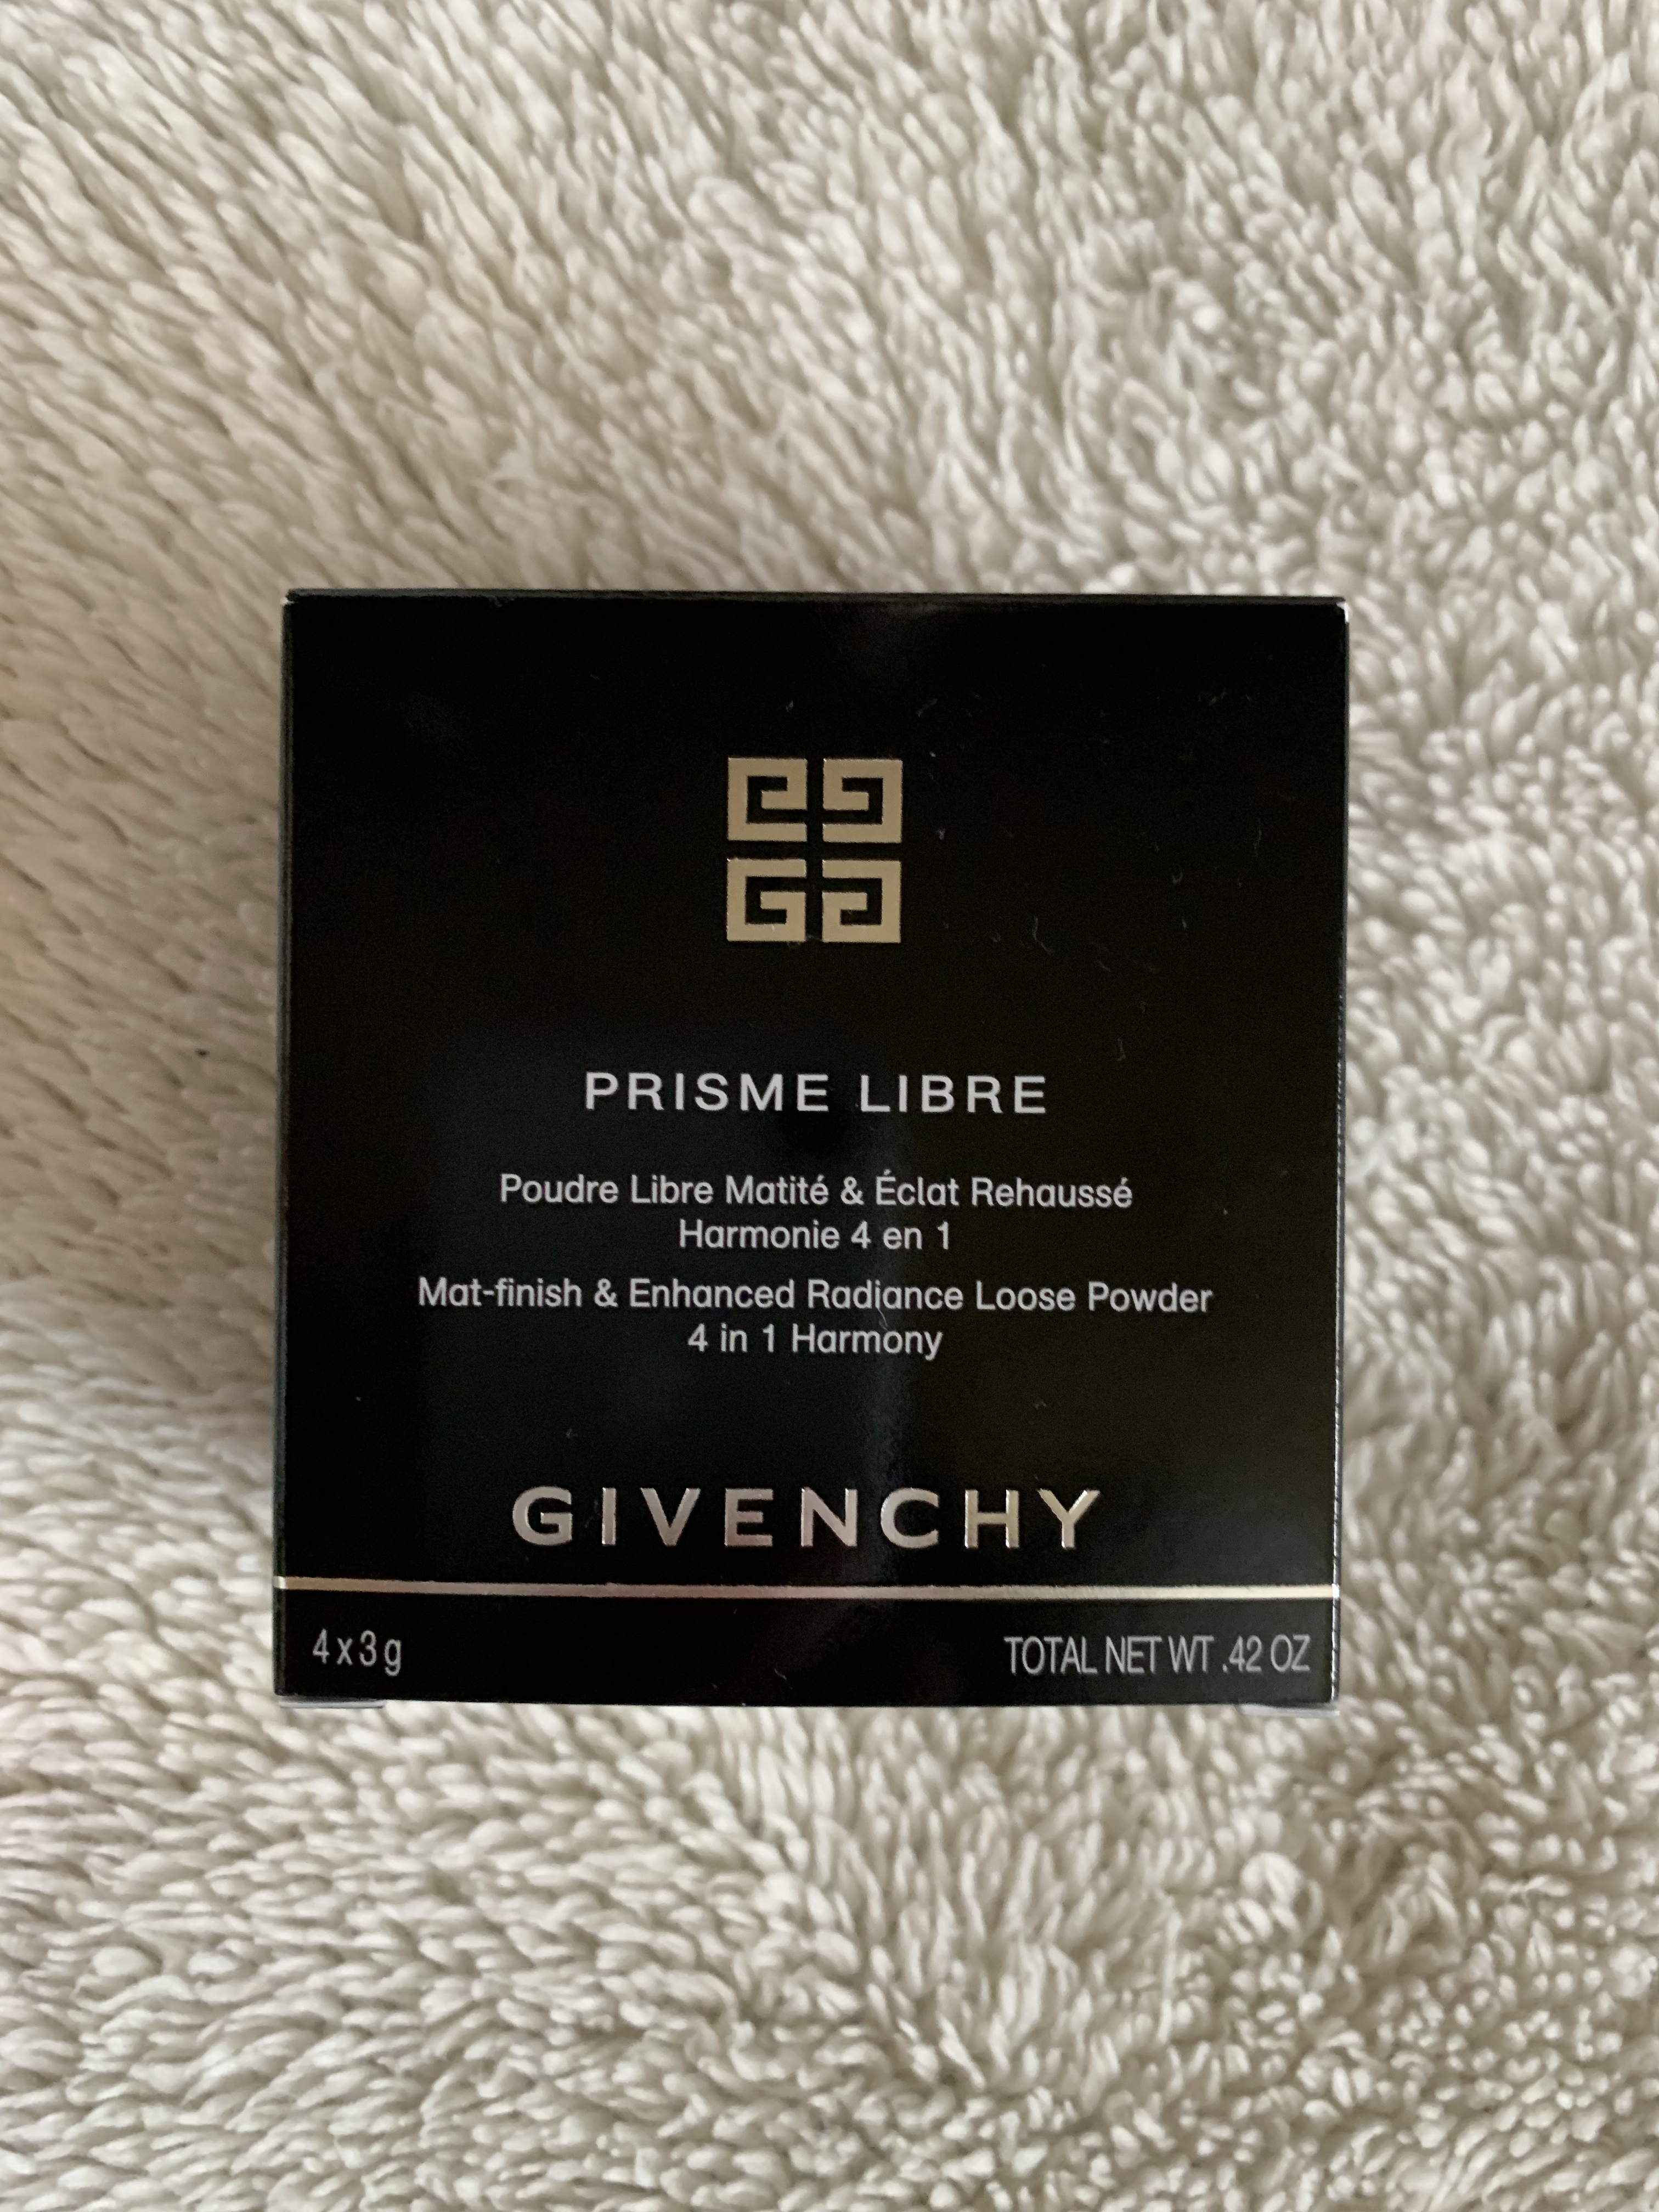 PRISME LIBRE
Poudre Libre Matité & Éclat Rehaussé
Harmonie 4 en 1
Mat-finish & Enhanced Radiance Loose Powder
4 in 1 Harmony
GIVENCHY
4x3g
TOTAL NET WT .42 OZ